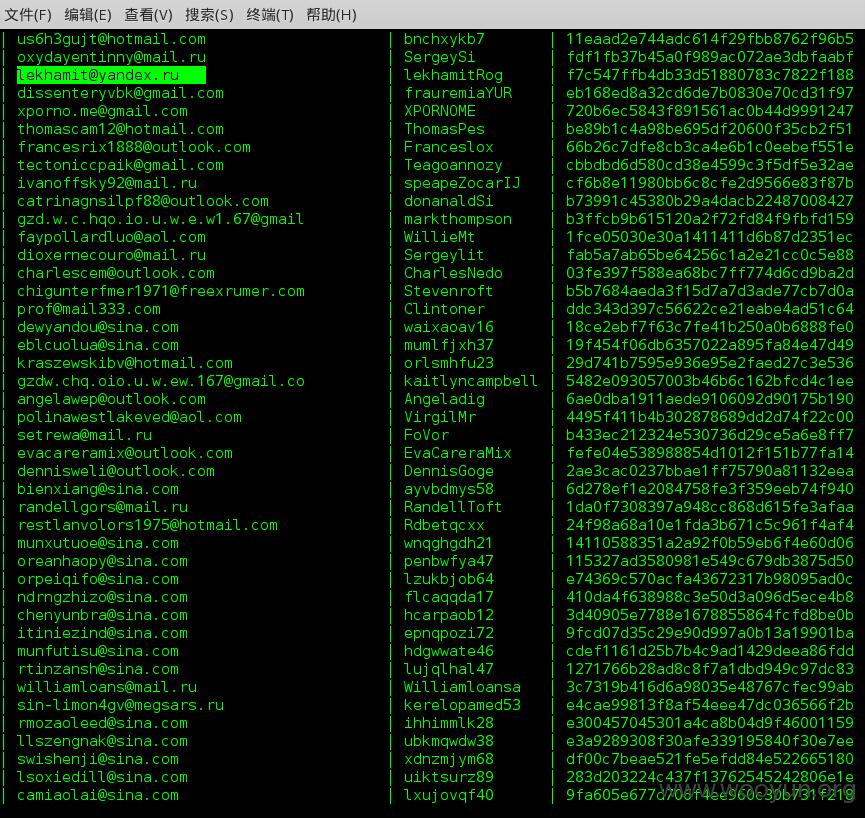 文件(F) 编辑(E) 查看(V) 搜索(S) 终端(T) 帮助(H)
| us6h3gujt@hotmail.com | bnchxykb7 | 11eaad2e744adc614f29fbb8762f96b5
| oxydayentinny@mail.ru | SergeySi | fdf1fb37b45a0f989ac072ae3dbfaabf
| lekhamit@yandex.ru | lekhamitRog | f7c547ffb4db33d51880783c7822f188
| dissenteryvbk@gmail.com | frauremiaYUR | eb168ed8a32cd6de7b0830e70cd31f97
| xporno.me@gmail.com | XPORNOME | 720b6ec5843f891561ac0b44d9991247
| thomascam12@hotmail.com | ThomasPes | be89b1c4a98be695df20600f35cb2f51
| francesrix1888@outlook.com | Franceslox | 66b26c7dfe8cb3ca4e6b1c0eebef551e
| tectoniccpaik@gmail.com | Teagoannozy | cbbdbd6d580cd38e4599c3f5df5e32ae
| ivanoffsky92@mail.ru | speapeZocarIJ | cf6b8e11980bb6c8cfe2d9566e83f87b
| catrinagnsilpf88@outlook.com | donanaldSi | b73991c45380b29a4dacb22487008427
| gzd.w.c.hqo.io.u.w.e.w1.67@gmail | markthompson | b3ffcb9b615120a2f72fd84f9fbfd159
| faypollardluo@aol.com | WillieMt | 1fce05030e30a1411411d6b87d2351ec
| dioxernecouro@mail.ru | Sergeylit | fab5a7ab65be64256c1a2e21cc0c5e88
| charlescem@outlook.com | CharlesNedo | 03fe397f588ea68bc7ff774d6cd9ba2d
| chigunterfmer1971@freexrumer.com | Stevenroft | b5b7684aeda3f15d7a7d3ade77cb7d0a
| prof@mail333.com | Clintoner | ddc343d397c56622ce21eabe4ad51c64
| dewyandou@sina.com | waixaoav16 | 18ce2ebf7f63c7fe41b250a0b6888fe0
| eblcuolua@sina.com | mumlfjxh37 | 19f454f06db6357022a895fa84e47d49
| kraszewskibv@hotmail.com | orlsmhfu23 | 29d741b7595e936e95e2faed27c3e536
| gzdw.chq.oio.u.w.ew.167@gmail.co | kaitlyncampbell | 5482e093057003b46b6c162bfcd4c1ee
| angelawep@outlook.com | Angeladig | 6ae0dba1911aede9106092d90175b190
| polinawestlakeved@aol.com | VirgilMr | 4495f411b4b302878689dd2d74f22c00
| setrewa@mail.ru | FoVor | b433ec212324e530736d29ce5a6e8ff7
| evacareramix@outlook.com | EvaCareraMix | fefe04e538988854d1012f151b77fa14
| dennisweli@outlook.com | DennisGoge | 2ae3cac0237bbae1ff75790a81132eea
| bienxiang@sina.com | ayvbdmys58 | 6d278ef1e2084758fe3f359eeb74f940
| randellgors@mail.ru | RandellToft | 1da0f7308397a948cc868d615fe3afaa
| restlanvolors1975@hotmail.com | Rdbetqcxx | 24f98a68a10e1fda3b671c5c961f4af4
| munxutuoe@sina.com | wnqghgdh21 | 14110588351a2a92f0b59eb6f4e60d06
| oreanhaopy@sina.com | penbwfya47 | 115327ad3580981e549c679db3875d50
| orpeiqifo@sina.com | lzukbjob64 | e74369c570acfa43672317b98095ad0c
| ndrngzhizo@sina.com | flcaqqda17 | 410da4f638988c3e50d3a096d5ece4b8
| chenyunbra@sina.com | hcarpaob12 | 3d40905e7788e1678855864fcfd8be0b
| itiniezind@sina.com | epnqpozi72 | 9fcd07d35c29e90d997a0b13a19901ba
| munfutisu@sina.com | hdgwwate46 | cdef1161d25b7b4c9ad1429deea86fdd
| rtinzansh@sina.com | lujqlhal47 | 1271766b28ad8c8f7a1dbd949c97dc83
| williamloans@mail.ru | Williamloansa | 3c7319b416d6a98035e48767cfec99ab
| sin-limon4gv@megsars.ru | kerelopamed53 | e4cae99813f8af54eee47dc036566f2b
| rmozaoleed@sina.com | ihhimmlk28 | e300457045301a4ca8b04d9f46001159
| llszengnak@sina.com | ubkmqwdw38 | e3a9289308f30afe339195840f30e7ee
| swishenji@sina.com | xdnzmjym68 | df00c7beae521fe5efdd84e522665180
| lsoxiedill@sina.com | uiktsurz89 | 283d203224c437f13762545242806e1e
| camiaolai@sina.com | lxujovqf40 |
www.wooyun.org